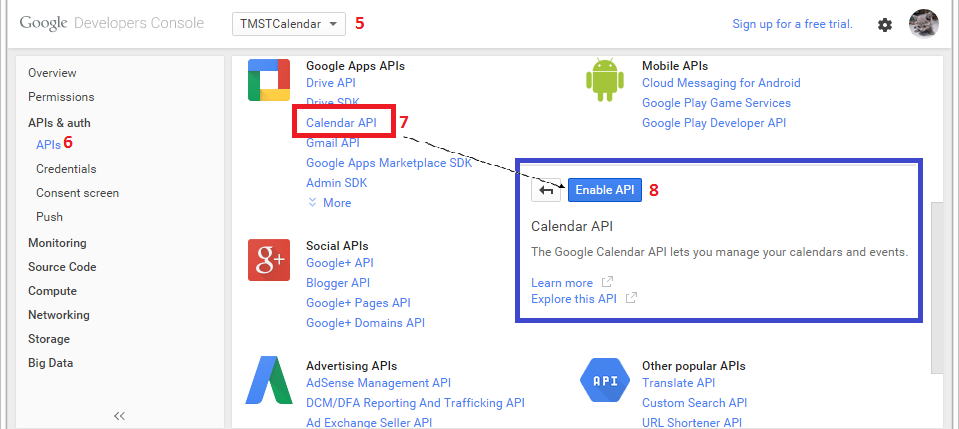 Google Developers Console
TMSTCalendar
5
Sign up for a free trial.
Overview
Permissions
APIs & auth
APIs 6
Credentials
Consent screen
Push
Monitoring
Source Code
Compute
Networking
Storage
Big Data
<<
Google Apps APIs
Drive API
Drive SDK
Calendar API 7
Gmail API
Google Apps Marketplace SDK
Admin SDK
More
Mobile APIs
Cloud Messaging for Android
Google Play Game Services
Google Play Developer API
Enable API 8
Calendar API
The Google Calendar API lets you manage your calendars and events.
Learn more
Explore this API
g+
Social APIs
Google+ API
Blogger API
Google+ Pages API
Google+ Domains API
Advertising APIs
AdSense Management API
DCM/DFA Reporting And Trafficking API
Ad Exchange Seller API
API
Other popular APIs
Translate API
Custom Search API
URL Shortener API